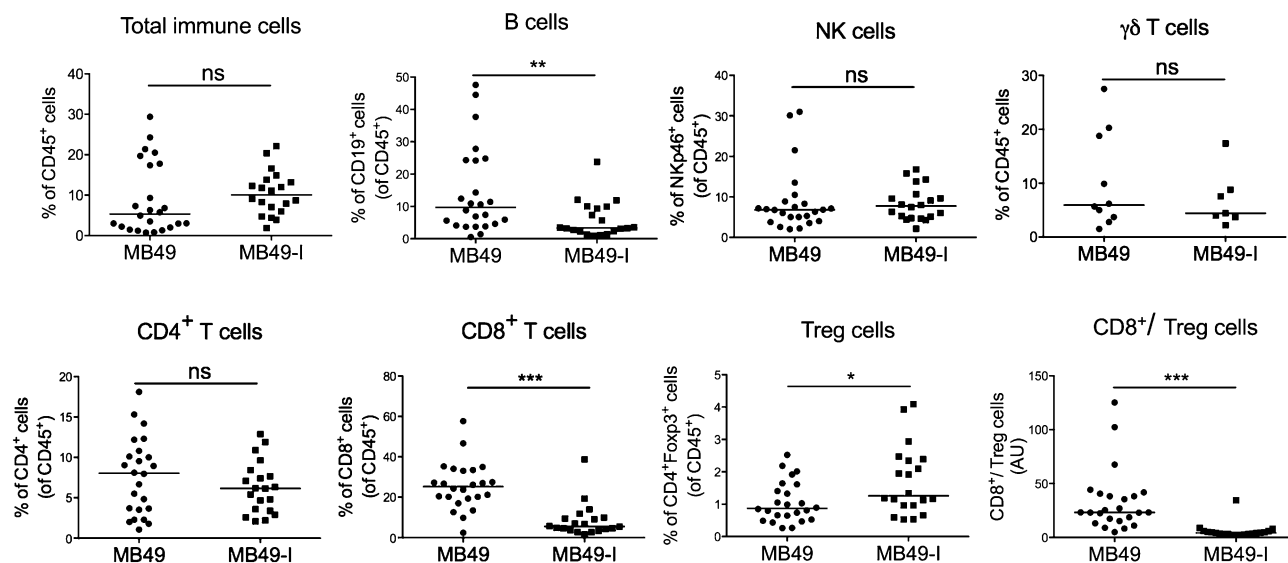 Total immune cells
ns
% of CD45⁺ cells
40
30
20
10
0
MB49 MB49-I
B cells
**
% of CD19⁺ cells
(of CD45⁺)
50
40
30
20
10
0
MB49 MB49-I
NK cells
ns
% of NKp46⁺ cells
(of CD45⁺)
40
30
20
10
0
MB49 MB49-I
γδ T cells
ns
% of CD45⁺ cells
30
20
10
0
MB49 MB49-I
CD4⁺ T cells
ns
% of CD4⁺ cells
(of CD45⁺)
20
15
10
5
0
MB49 MB49-I
CD8⁺ T cells
***
% of CD8⁺ cells
(of CD45⁺)
80
60
40
20
0
MB49 MB49-I
Treg cells
*
% of CD4⁺Foxp3⁺ cells
(of CD45⁺)
5
4
3
2
1
0
MB49 MB49-I
CD8⁺/ Treg cells
***
CD8⁺/ Treg cells
(AU)
150
100
50
0
MB49 MB49-I